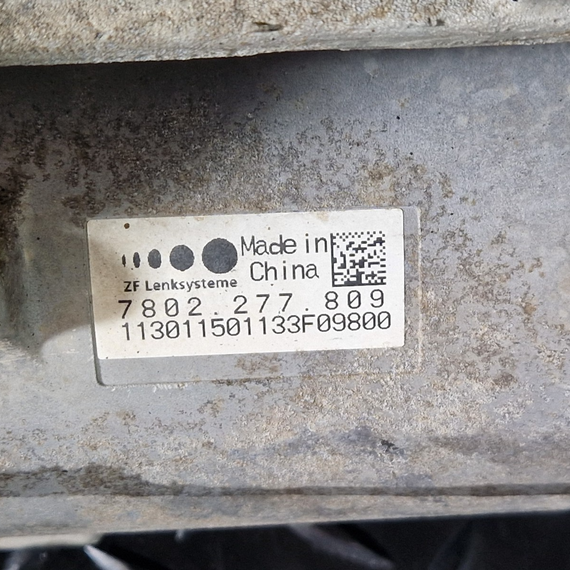 Made in
China
ZF Lenksysteme
7802.277.809
113011501133F09800